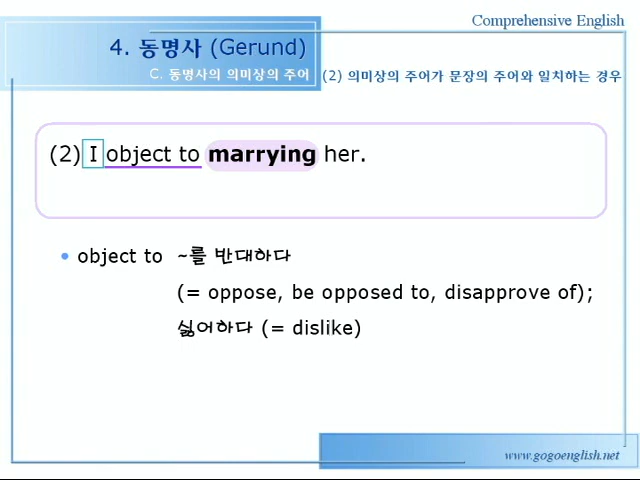 Comprehensive English
4. 동명사 (Gerund)
C. 동명사의 의미상의 주어 (2) 의미상의 주어가 문장의 주어와 일치하는 경우
(2) I object to marrying her.
• object to ~를 반대하다
(= oppose, be opposed to, disapprove of);
싫어하다 (= dislike)
www.gogoenglish.net